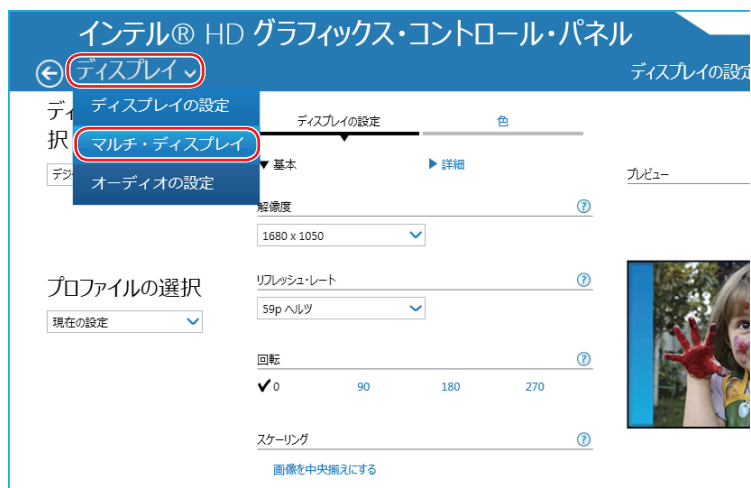 インテル® HD グラフィックス・コントロール・パネル
ディスプレイ
ディスプレイの設定
ディスプレイの設定
マルチ・ディスプレイ
オーディオの設定
ディ
択
デジ
プロファイルの選択
現在の設定
ディスプレイの設定
色
▼ 基本
▶ 詳細
解像度
?
1680 x 1050
リフレッシュ・レート
?
59p ヘルツ
回転
?
✔ 0
90
180
270
スケーリング
?
画像を中央揃えにする
プレビュー